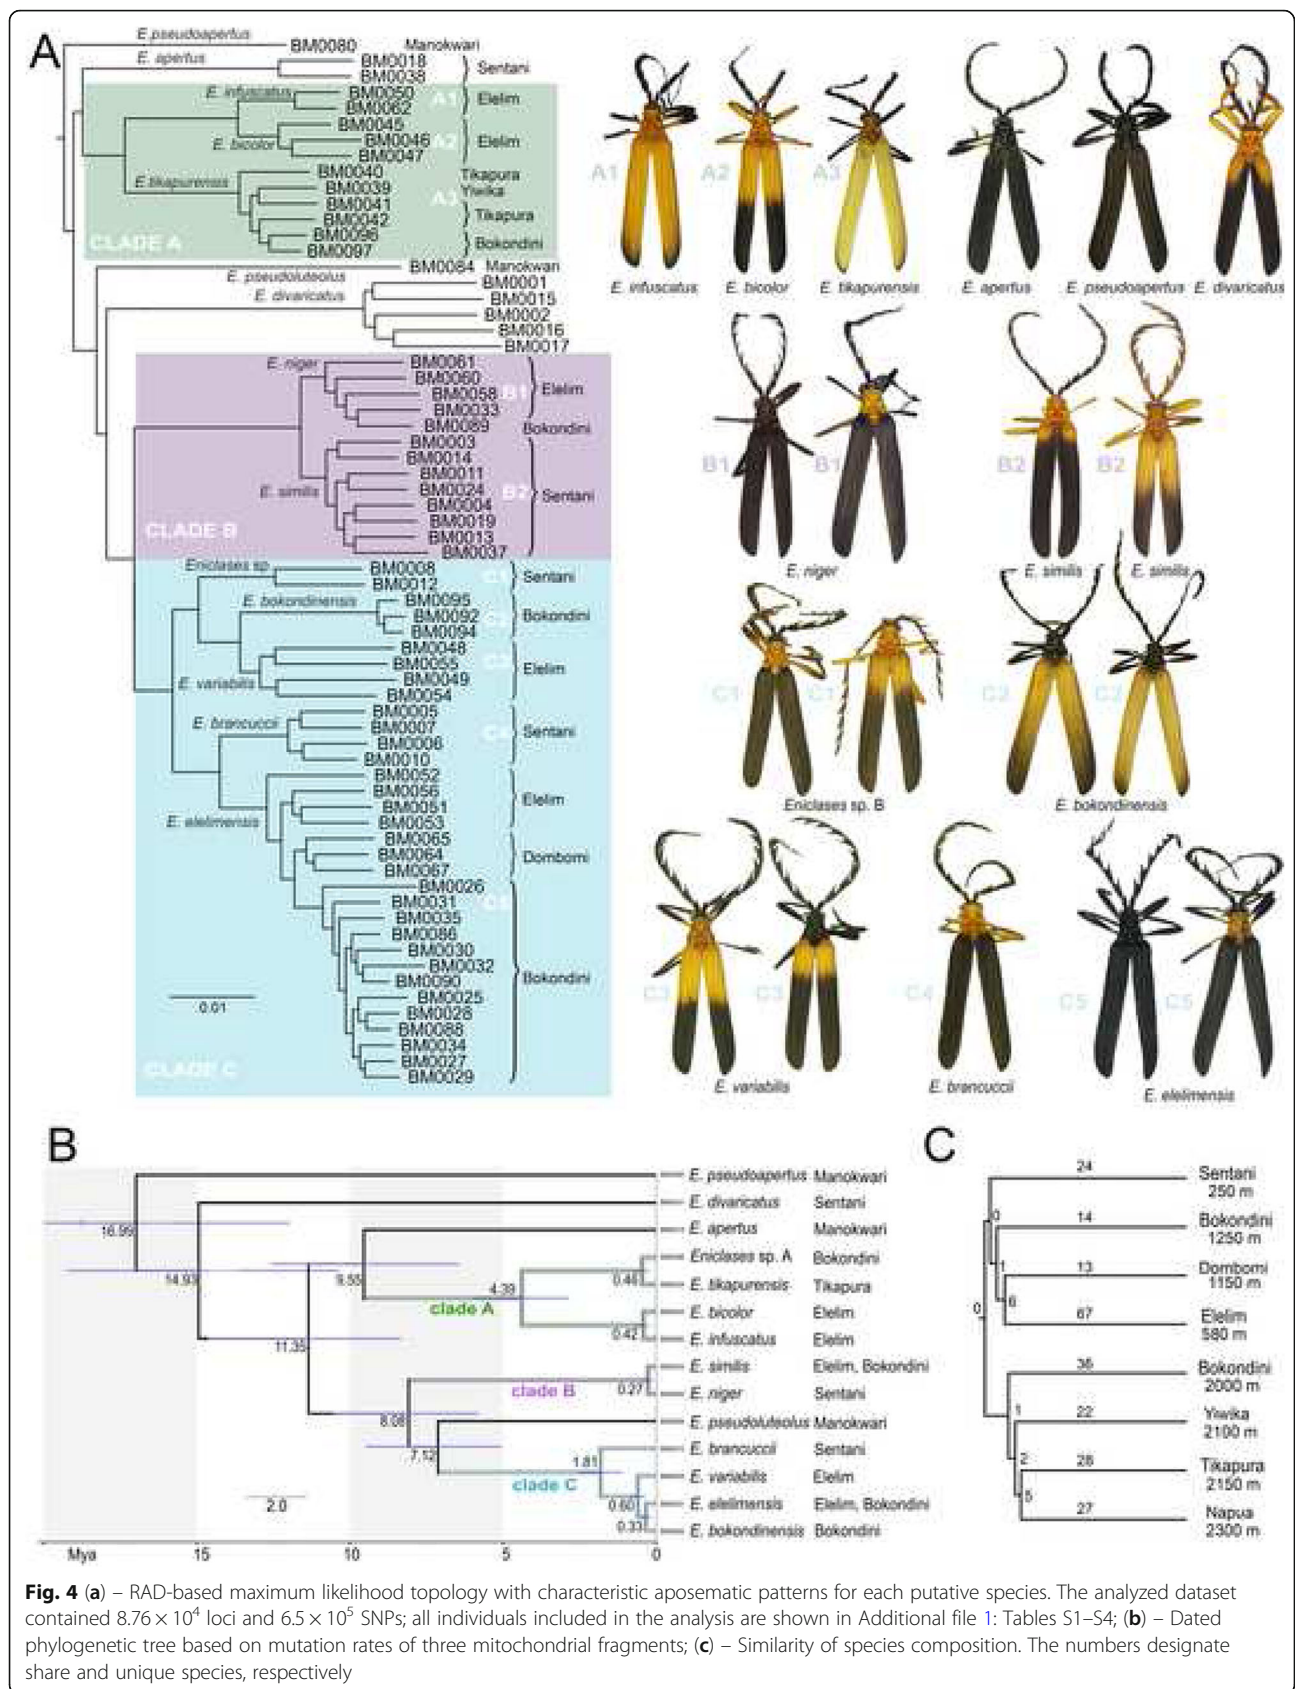 A
E.pseudoapertus
BM0080 Manokwari
E. apertus
BM0018
BM0038
Sentani
E. infuscatus
BM0050
BM0062
A1
Elelim
BM0045
E. bicolor
BM0046
BM0047
A2
Elelim
BM0040 Tikapura
E.tikapurensis
BM0039 Yiwika
BM0041
A3
BM0042
Tikapura
BM0096
BM0097
Bokondini
CLADE A
BM0084 Manokwari
E. pseudoluteolus
BM0001
E. divaricatus
BM0015
BM0002
BM0016
BM0017
E. niger
BM0061
BM0060
BM0058
B1
Elelim
BM0033
BM0089 Bokondini
BM0003
BM0014
BM0011
E. similis
BM0024
B2
Sentani
BM0004
BM0019
BM0013
BM0037
CLADE B
Eniclases sp
BM0008
BM0012
C1
Sentani
E. bokondinensis
BM0095
BM0092
BM0094
Bokondini
BM0048
BM0055
Elelim
E. variabilis
BM0049
BM0054
BM0005
E. brancuccii
BM0007
C4
Sentani
BM0006
BM0010
BM0052
BM0056
BM0051
Elelim
E. elelimensis
BM0053
BM0065
BM0064
Dombomi
BM0067
BM0026
BM0031
C5
BM0035
BM0086
BM0030
BM0032
BM0090
Bokondini
BM0025
BM0028
BM0088
BM0034
BM0027
BM0029
0.01
CLADE C
A1 A2 A3
E. infuscatus E. bicolor E. tikapurensis E. apertus E. pseudoapertus E. divaricatus
B1 B1 B2 B2
E. niger E. similis E. similis
C1 C1 C2 C2
Eniclases sp. B E. bokondinensis
C3 C3 C4 C5 C5
E. variabilis E. brancuccii E. elelimensis
B
E. pseudoapertus Manokwari
E. divaricatus Sentani
E. apertus Manokwari
Eniclases sp. A Bokondini
E. tikapurensis Tikapura
E. bicolor Elelim
E. infuscatus Elelim
E. similis Elelim, Bokondini
E. niger Sentani
E. pseudoluteolus Manokwari
E. brancuccii Sentani
E. variabilis Elelim
E. elelimensis Elelim, Bokondini
E. bokondinensis Bokondini
16.99
14.93
9.55
4.39
0.46
clade A
0.42
11.35
clade B
0.27
8.08
7.12
1.81
clade C
0.60
0.33
2.0
Mya 15 10 5 0
C
24 Sentani
250 m
0
14 Bokondini
1250 m
1
13 Dombomi
1150 m
6
0
67 Elelim
580 m
36 Bokondini
2000 m
1
22 Yiwika
2100 m
2
28 Tikapura
2150 m
5
27 Napua
2300 m
Fig. 4 (a) – RAD-based maximum likelihood topology with characteristic aposematic patterns for each putative species. The analyzed dataset
contained 8.76 × 10⁴ loci and 6.5 × 10⁵ SNPs; all individuals included in the analysis are shown in Additional file 1: Tables S1–S4; (b) – Dated
phylogenetic tree based on mutation rates of three mitochondrial fragments; (c) – Similarity of species composition. The numbers designate
share and unique species, respectively